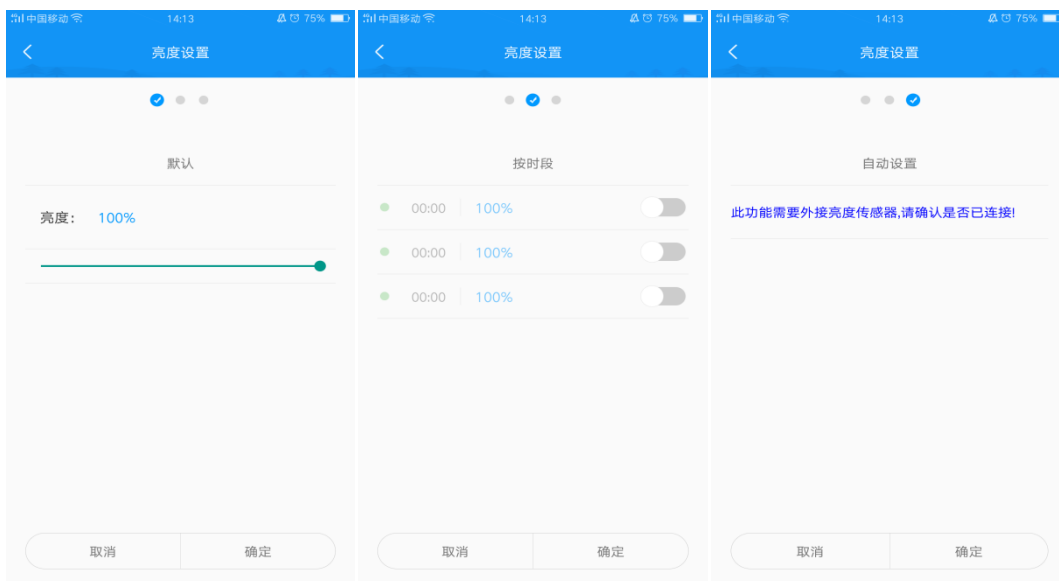 中国移动 14:13 75%
亮度设置
默认
亮度： 100%
取消 确定
中国移动 14:13 75%
亮度设置
按时段
00:00 100%
00:00 100%
00:00 100%
取消 确定
中国移动 14:13 75%
亮度设置
自动设置
此功能需要外接亮度传感器,请确认是否已连接!
取消 确定